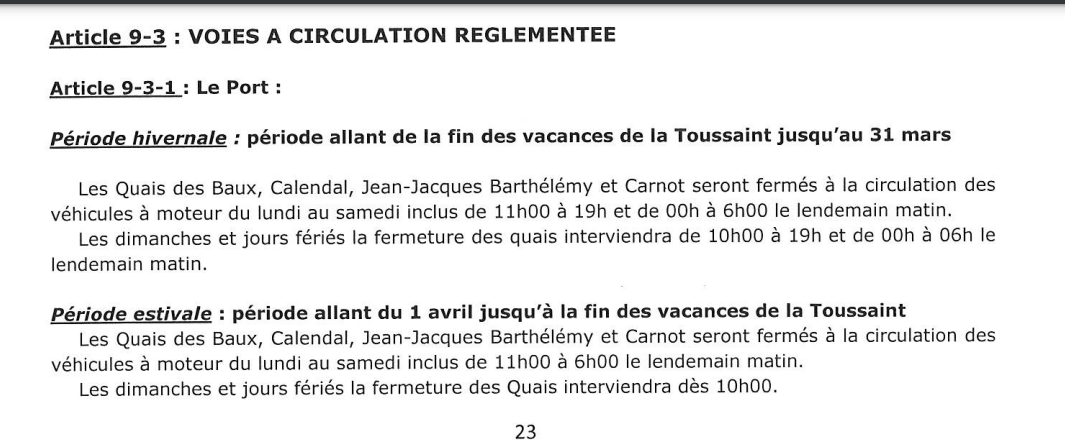 Article 9-3 : VOIES A CIRCULATION REGLEMENTEE
Article 9-3-1 : Le Port :
Période hivernale : période allant de la fin des vacances de la Toussaint jusqu'au 31 mars
Les Quais des Baux, Calendal, Jean-Jacques Barthélémy et Carnot seront fermés à la circulation des
véhicules à moteur du lundi au samedi inclus de 11h00 à 19h et de 00h à 6h00 le lendemain matin.
Les dimanches et jours fériés la fermeture des quais interviendra de 10h00 à 19h et de 00h à 06h le
lendemain matin.
Période estivale : période allant du 1 avril jusqu'à la fin des vacances de la Toussaint
Les Quais des Baux, Calendal, Jean-Jacques Barthélémy et Carnot seront fermés à la circulation des
véhicules à moteur du lundi au samedi inclus de 11h00 à 6h00 le lendemain matin.
Les dimanches et jours fériés la fermeture des Quais interviendra dès 10h00.
23